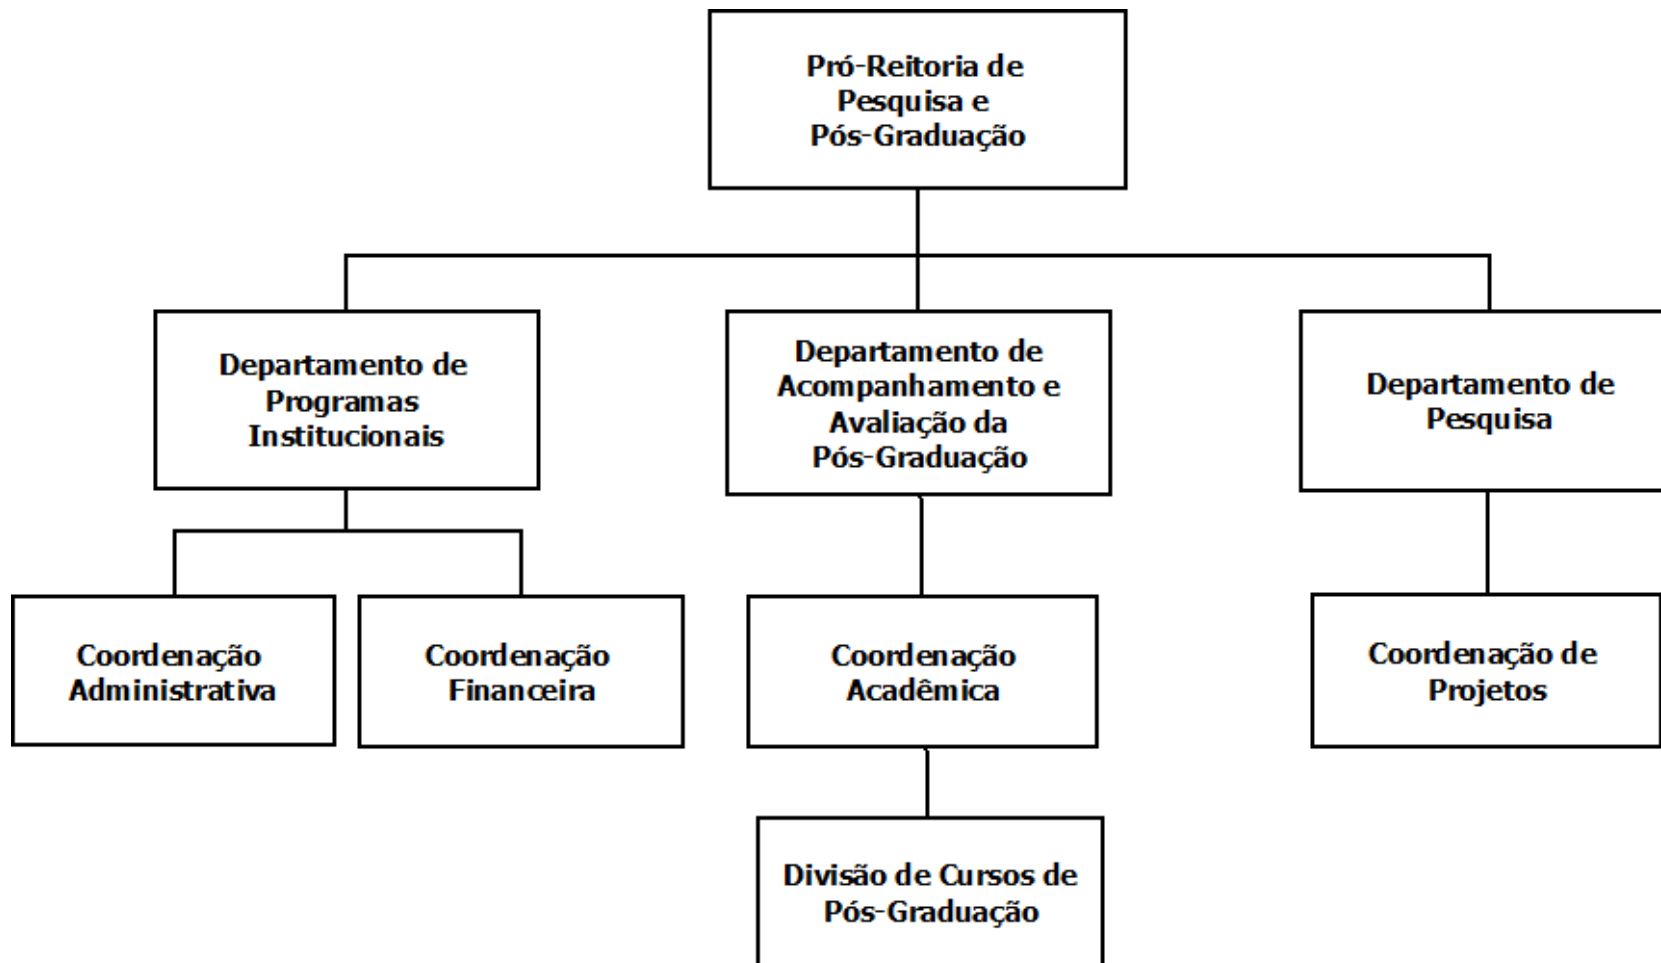 Pró-Reitoria de
Pesquisa e
Pós-Graduação
Departamento de
Programas
Institucionais
Departamento de
Acompanhamento e
Avaliação da
Pós-Graduação
Departamento de
Pesquisa
Coordenação
Administrativa
Coordenação
Financeira
Coordenação
Acadêmica
Coordenação de
Projetos
Divisão de Cursos de
Pós-Graduação